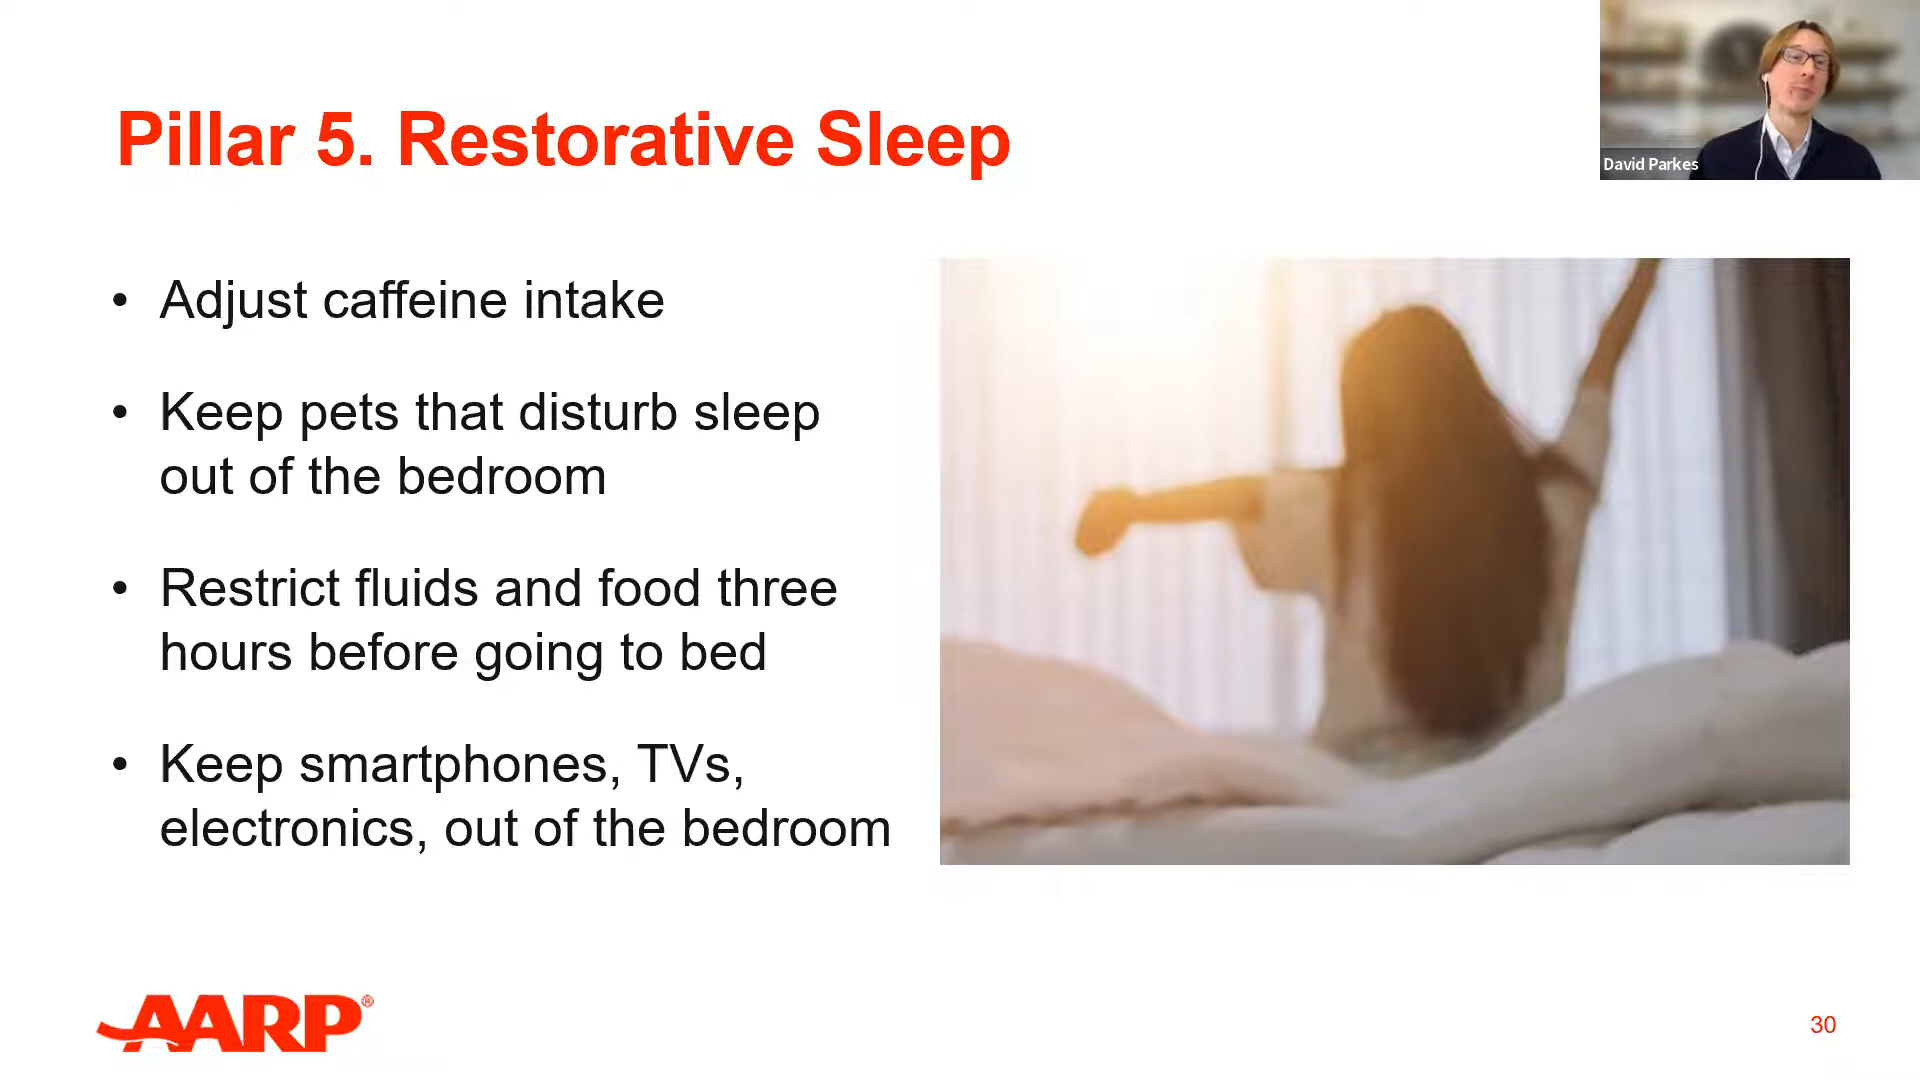 Pillar 5. Restorative Sleep
David Parkes
• Adjust caffeine intake
• Keep pets that disturb sleep
out of the bedroom
• Restrict fluids and food three
hours before going to bed
• Keep smartphones, TVs,
electronics, out of the bedroom
AARP®
30